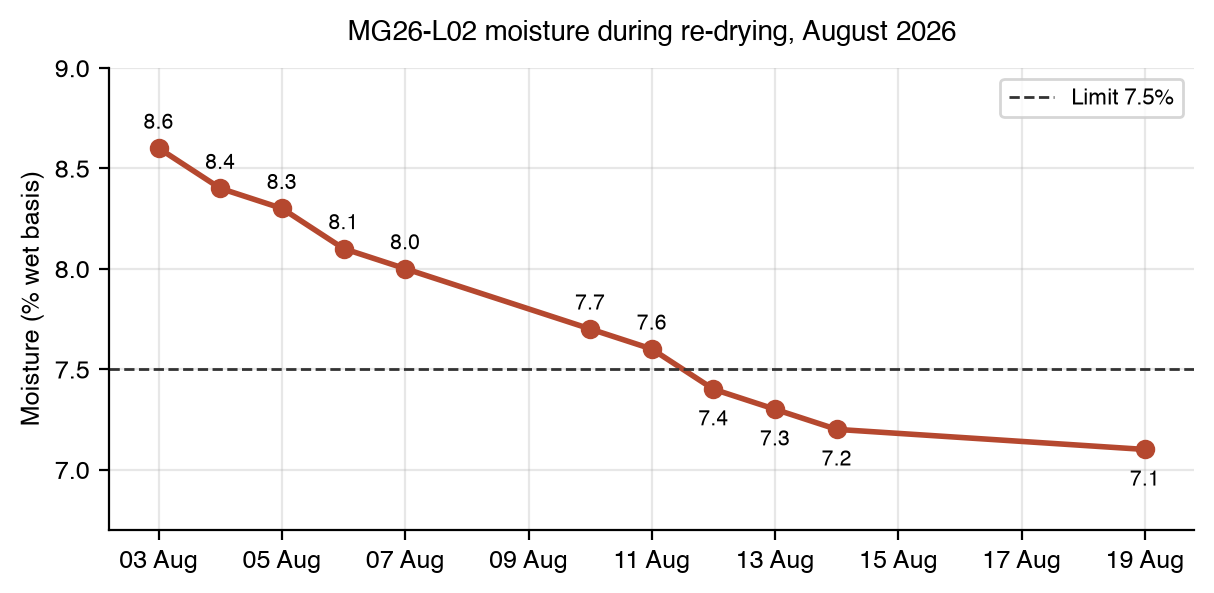 MG26-L02 moisture during re-drying, August 2026
Moisture (% wet basis)
9.0
8.5
8.0
7.5
7.0
Limit 7.5%
8.6
8.4
8.3
8.1
8.0
7.7
7.6
7.4
7.3
7.2
7.1
03 Aug
05 Aug
07 Aug
09 Aug
11 Aug
13 Aug
15 Aug
17 Aug
19 Aug